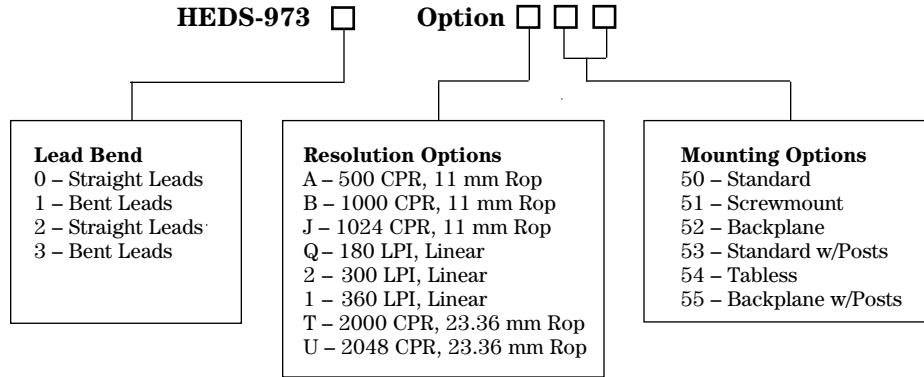 HEDS-973 □ Option □ □ □
Lead Bend
0 – Straight Leads
1 – Bent Leads
2 – Straight Leads
3 – Bent Leads
Resolution Options
A – 500 CPR, 11 mm Rop
B – 1000 CPR, 11 mm Rop
J – 1024 CPR, 11 mm Rop
Q – 180 LPI, Linear
2 – 300 LPI, Linear
1 – 360 LPI, Linear
T – 2000 CPR, 23.36 mm Rop
U – 2048 CPR, 23.36 mm Rop
Mounting Options
50 – Standard
51 – Screwmount
52 – Backplane
53 – Standard w/Posts
54 – Tabless
55 – Backplane w/Posts